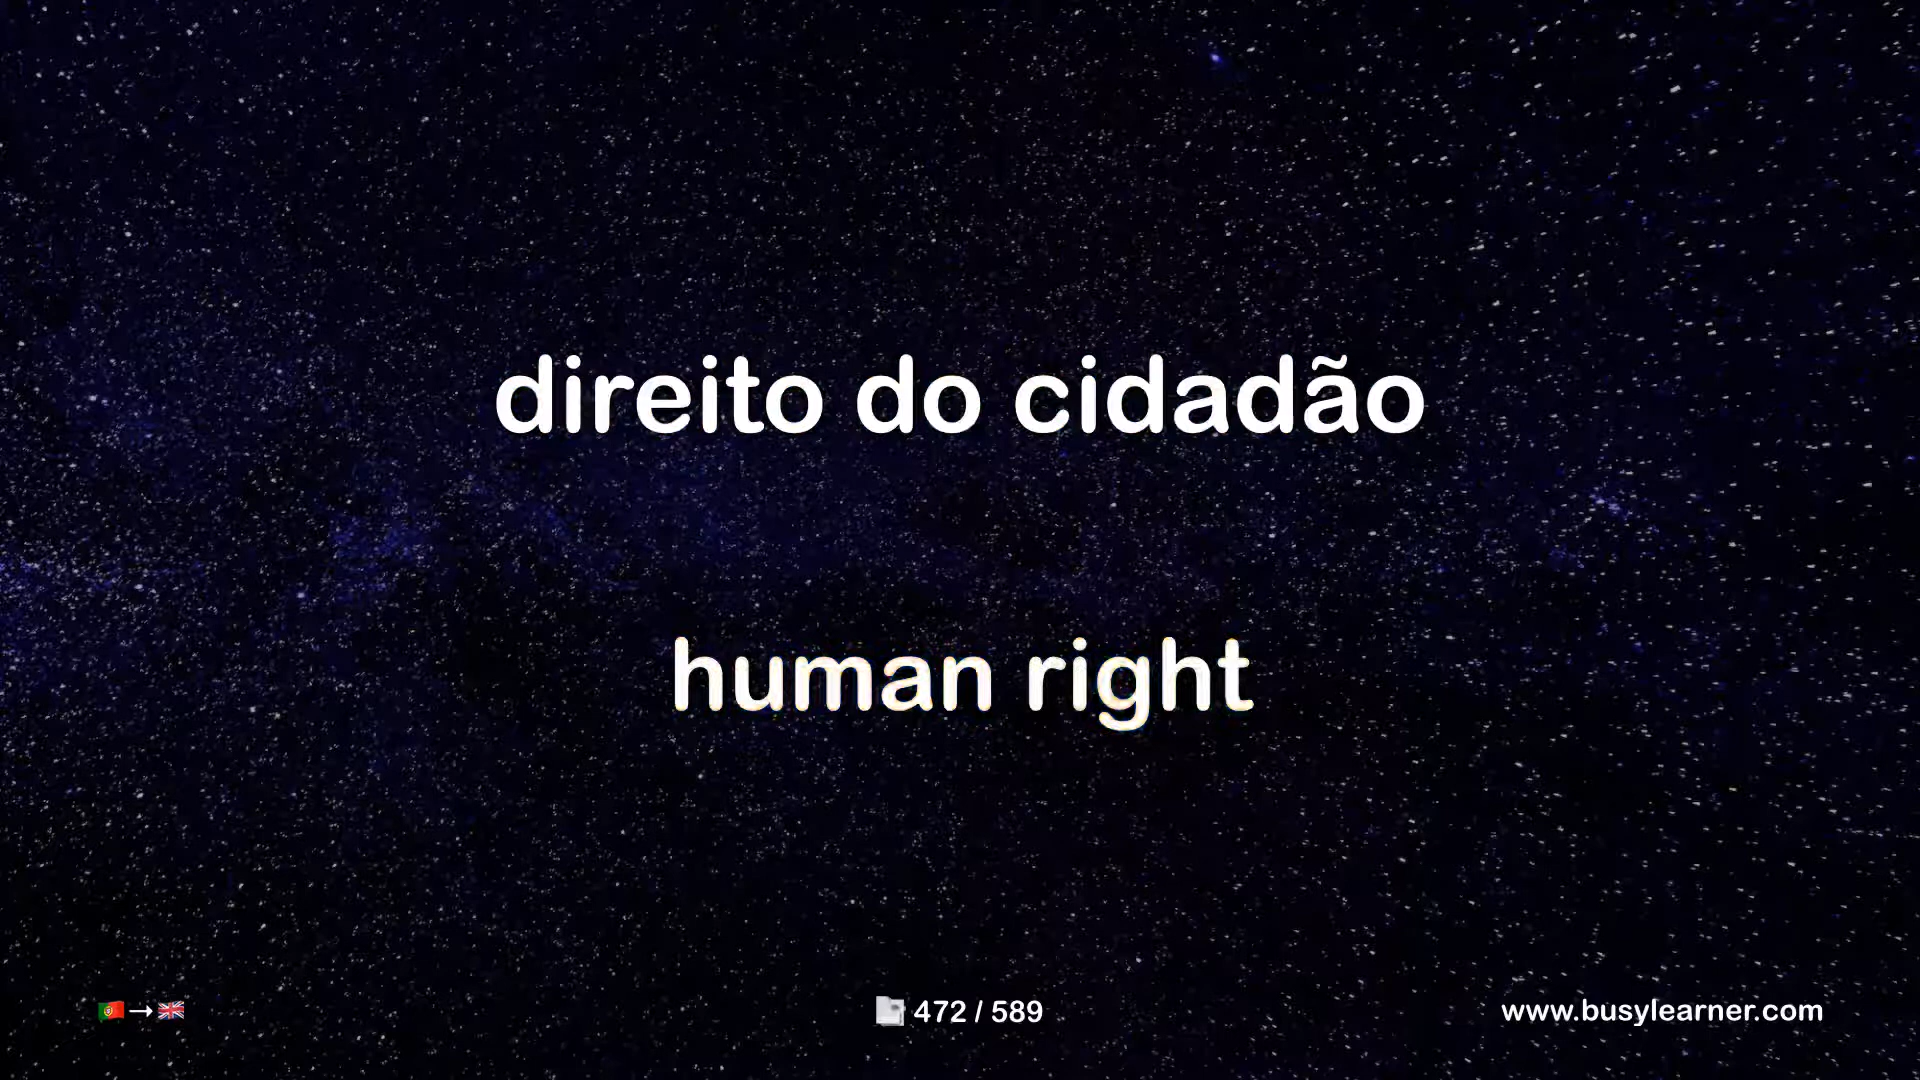 direito do cidadão
human right
→
472 / 589
www.busylearner.com